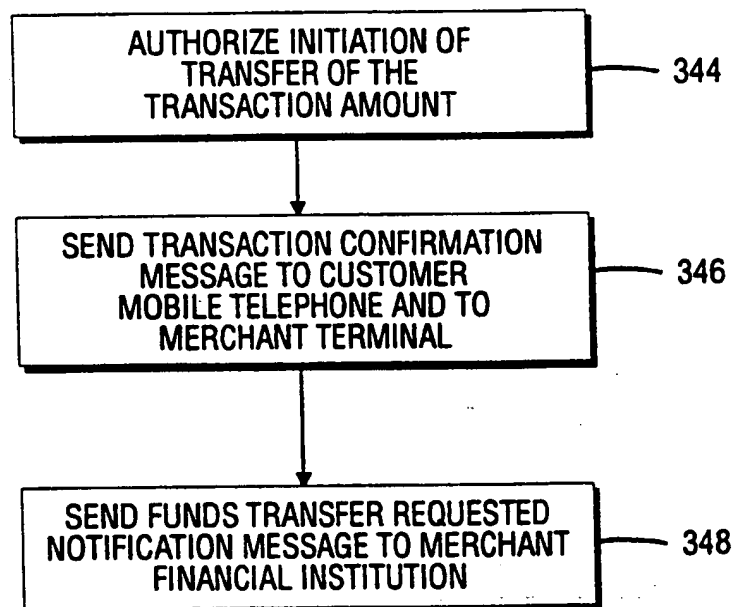 AUTHORIZE INITIATION OF
TRANSFER OF THE
TRANSACTION AMOUNT
344
SEND TRANSACTION CONFIRMATION
MESSAGE TO CUSTOMER
MOBILE TELEPHONE AND TO
MERCHANT TERMINAL
346
SEND FUNDS TRANSFER REQUESTED
NOTIFICATION MESSAGE TO MERCHANT
FINANCIAL INSTITUTION
348